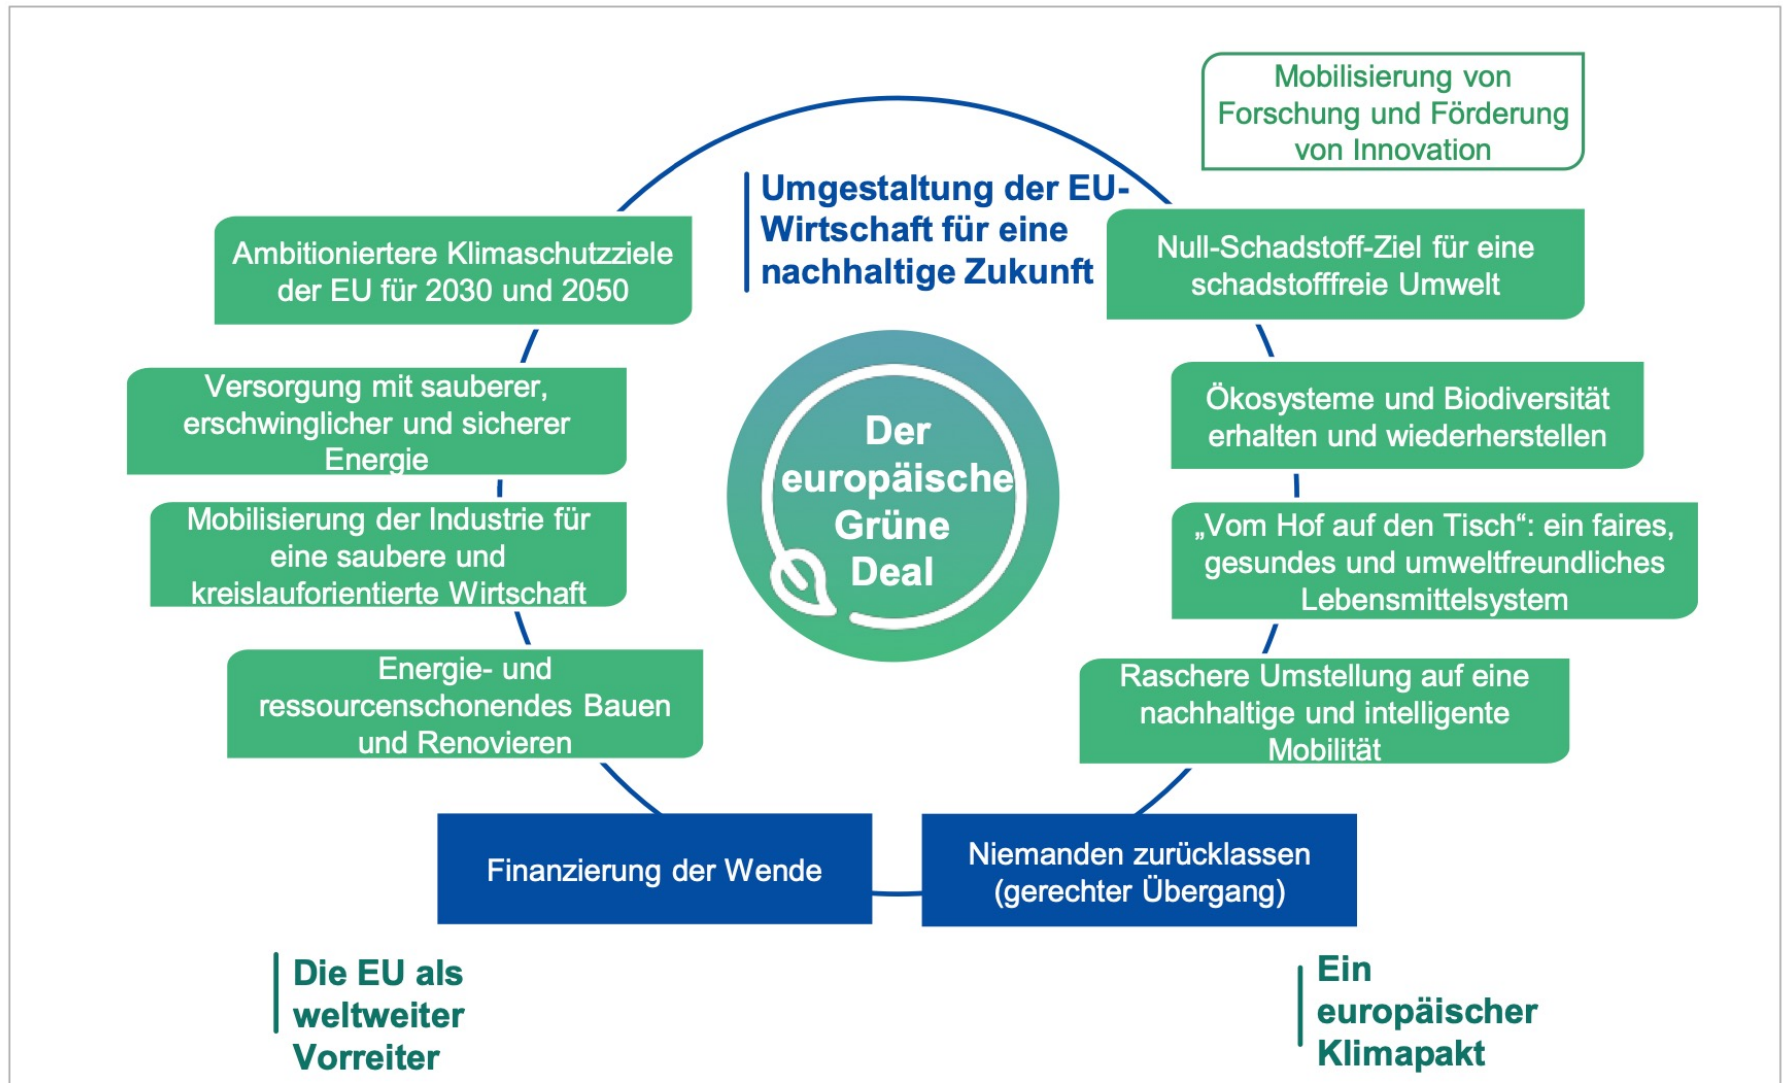 Mobilisierung von
Forschung und Förderung
von Innovation
Umgestaltung der EU-
Wirtschaft für eine
nachhaltige Zukunft
Ambitioniertere Klimaschutzziele
der EU für 2030 und 2050
Null-Schadstoff-Ziel für eine
schadstofffreie Umwelt
Versorgung mit sauberer,
erschwinglicher und sicherer
Energie
Ökosysteme und Biodiversität
erhalten und wiederherstellen
Der
europäische
Grüne
Deal
Mobilisierung der Industrie für
eine saubere und
kreislauforientierte Wirtschaft
„Vom Hof auf den Tisch“: ein faires,
gesundes und umweltfreundliches
Lebensmittelsystem
Energie- und
ressourcenschonendes Bauen
und Renovieren
Raschere Umstellung auf eine
nachhaltige und intelligente
Mobilität
Finanzierung der Wende
Niemanden zurücklassen
(gerechter Übergang)
Die EU als
weltweiter
Vorreiter
Ein
europäischer
Klimapakt